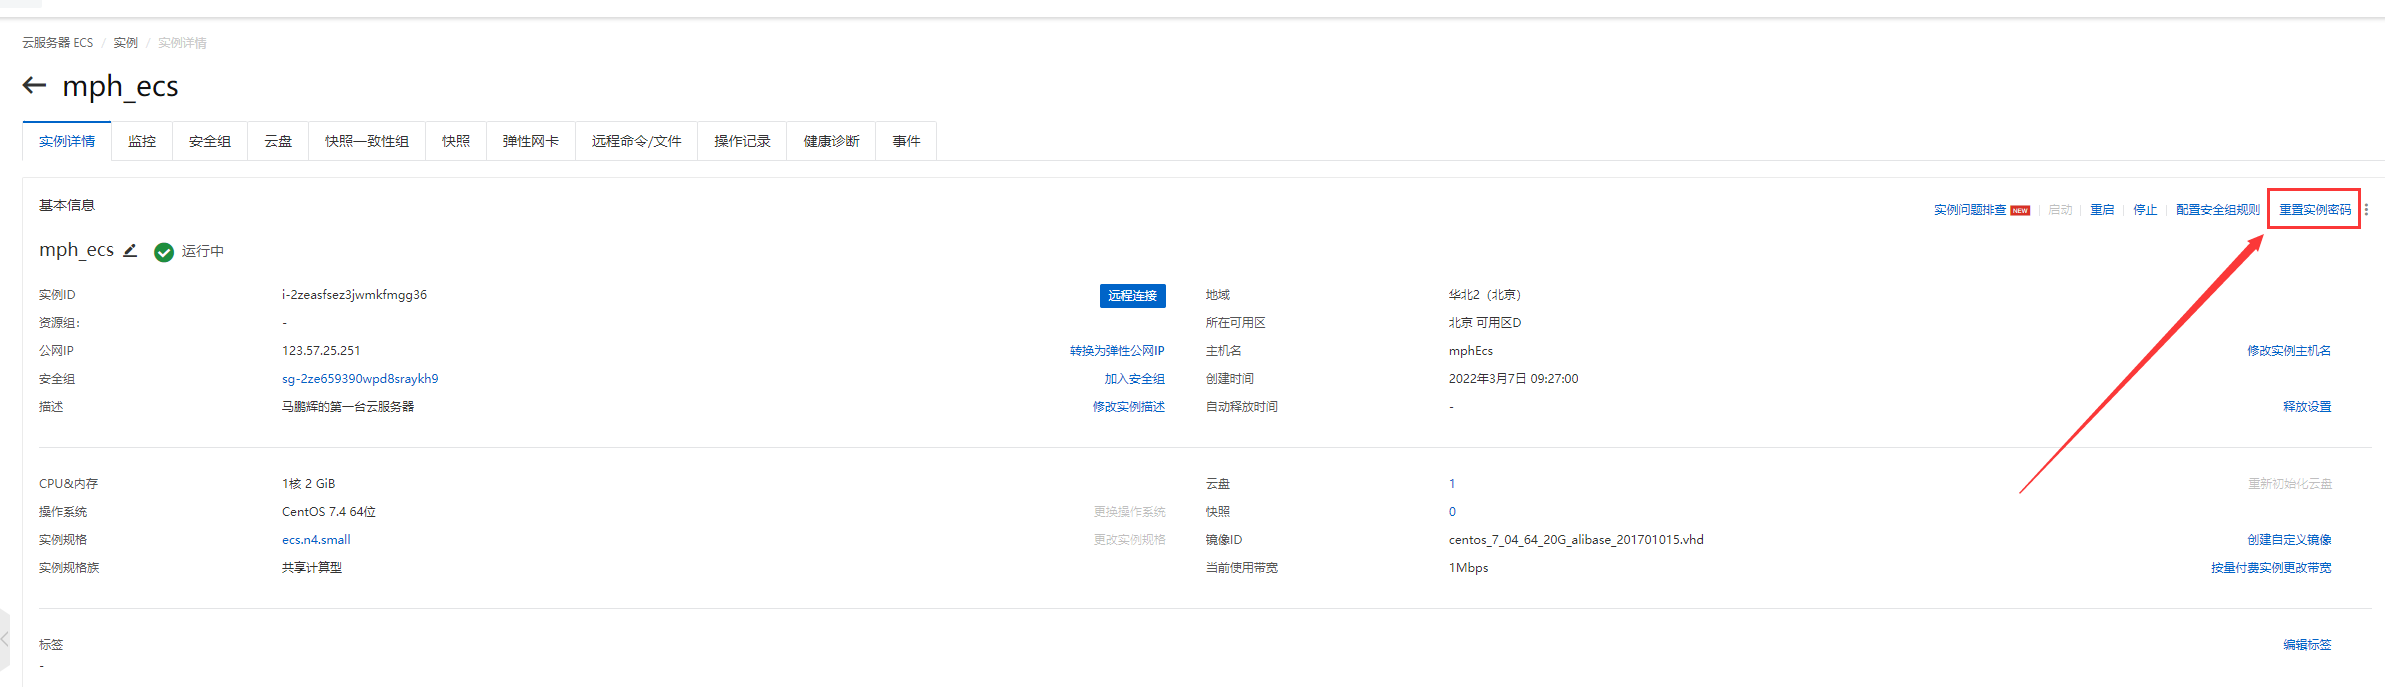 云服务器 ECS / 实例 / 实例详情
mph_ecs
实例详情 监控 安全组 云盘 快照一致性组 快照 弹性网卡 远程命令/文件 操作记录 健康诊断 事件
基本信息
实例问题排查 NEW 启动 重启 停止 配置安全组规则 重置实例密码
mph_ecs 运行中
实例ID i-2zeasfsez3jwmkfmgg36 远程连接 地域 华北2（北京）
资源组： - 所在可用区 北京 可用区D
公网IP 123.57.25.251 转换为弹性公网IP 主机名 mphEcs 修改实例主机名
安全组 sg-2ze659390wpd8sraykh9 加入安全组 创建时间 2022年3月7日 09:27:00
描述 马鹏辉的第一台云服务器 修改实例描述 自动释放时间 - 释放设置
CPU&内存 1核 2 GiB 云盘 1 重新初始化云盘
操作系统 CentOS 7.4 64位 更换操作系统 快照 0
实例规格 ecs.n4.small 更改实例规格 镜像ID centos_7_04_64_20G_alibase_201701015.vhd 创建自定义镜像
实例规格族 共享计算型 当前使用带宽 1Mbps 按量付费实例更改带宽
标签 编辑标签
-